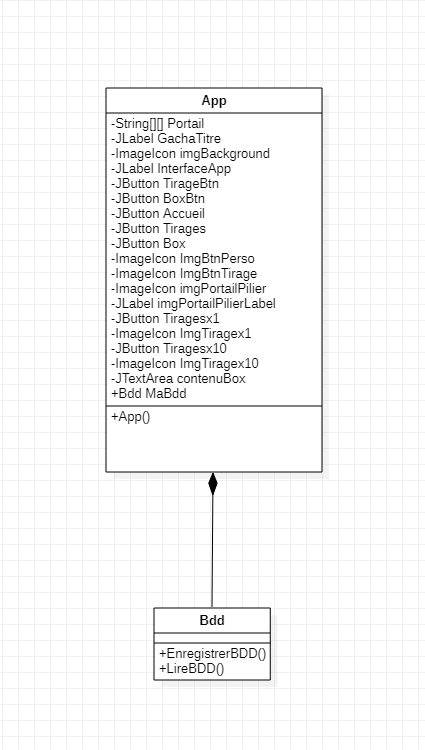 App
-String[][] Portail
-JLabel GachaTitre
-ImageIcon imgBackground
-JLabel InterfaceApp
-JButton TirageBtn
-JButton BoxBtn
-JButton Accueil
-JButton Tirages
-JButton Box
-ImageIcon ImgBtnPerso
-ImageIcon ImgBtnTirage
-ImageIcon imgPortailPilier
-JLabel imgPortailPilierLabel
-JButton Tiragesx1
-ImageIcon ImgTiragex1
-JButton Tiragesx10
-ImageIcon ImgTiragex10
-JTextArea contenuBox
+Bdd MaBdd
+App()
Bdd
+EnregistrerBDD()
+LireBDD()